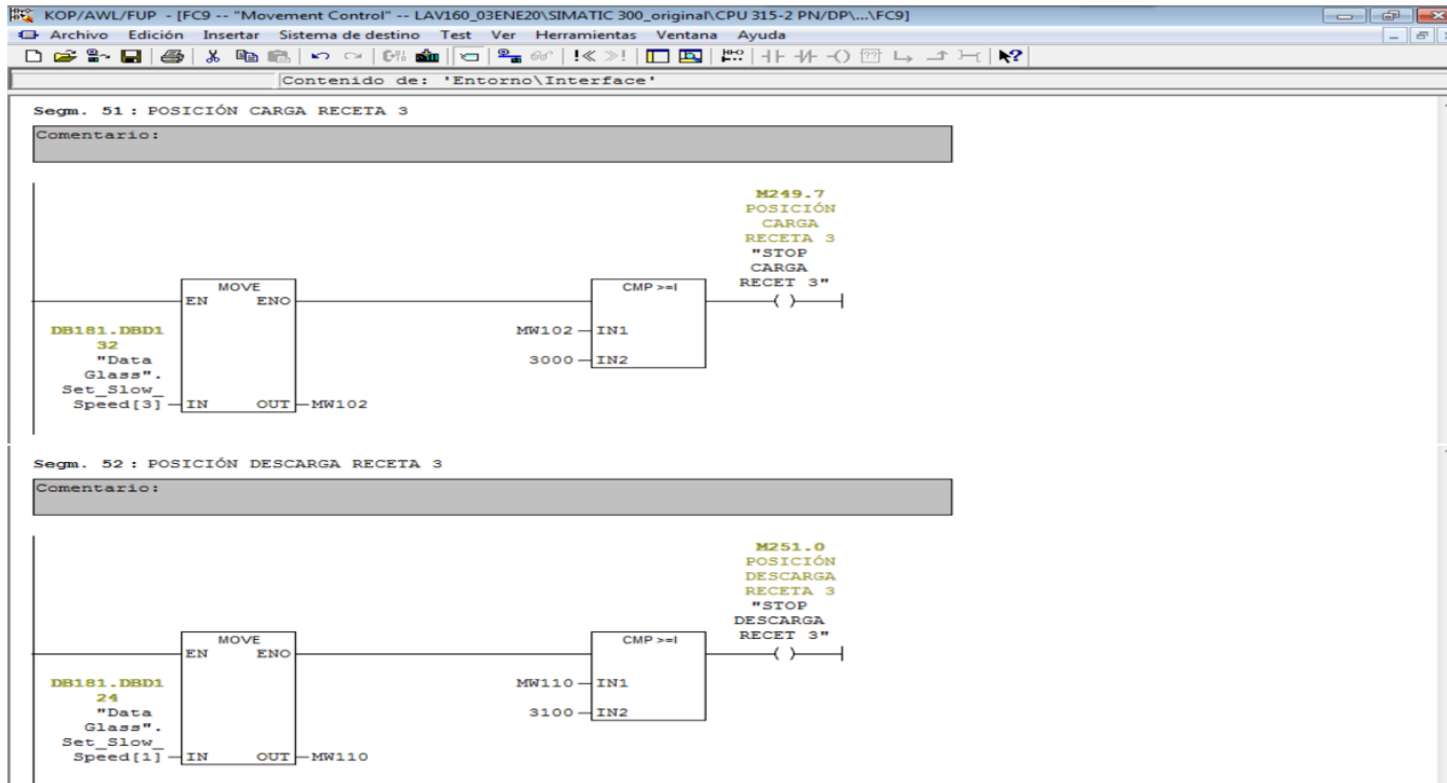 KOP/AWL/FUP - [FC9 -- "Movement Control" -- LAV160_03ENE20\SIMATIC 300_original\CPU 315-2 PN/DP\...\FC9]
Archivo Edición Insertar Sistema de destino Test Ver Herramientas Ventana Ayuda
Contenido de: 'Entorno\Interface'
Segm. 51 : POSICIÓN CARGA RECETA 3
Comentario:
M249.7
POSICIÓN
CARGA
RECETA 3
"STOP
CARGA
RECET 3"
MOVE
EN ENO
CMP >=I
DB181.DBD1
32
"Data
Glass".
Set_Slow_
Speed[3]
IN OUT
MW102
MW102 IN1
3000 IN2
Segm. 52 : POSICIÓN DESCARGA RECETA 3
Comentario:
M251.0
POSICIÓN
DESCARGA
RECETA 3
"STOP
DESCARGA
RECET 3"
MOVE
EN ENO
CMP >=I
DB181.DBD1
24
"Data
Glass".
Set_Slow_
Speed[1]
IN OUT
MW110
MW110 IN1
3100 IN2